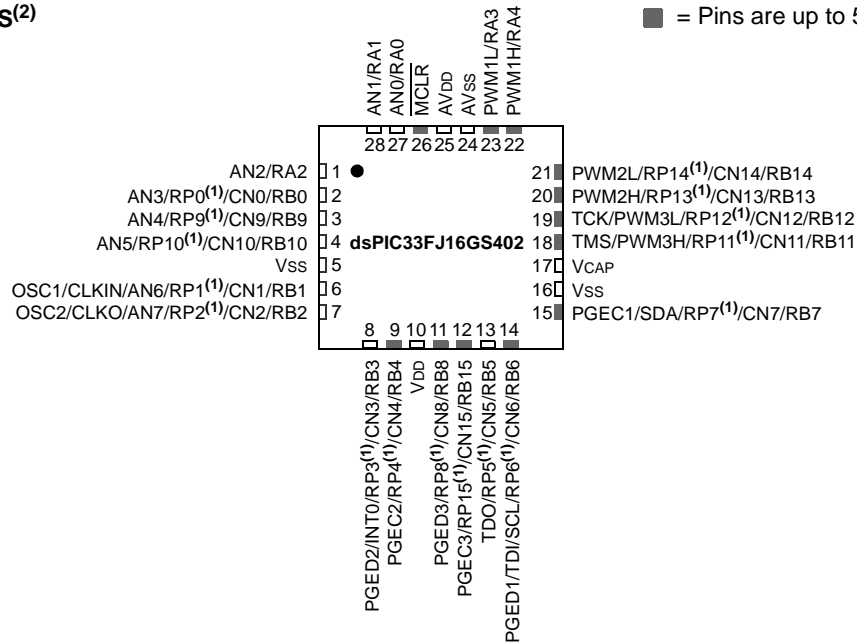 S(2)
= Pins are up to 5
AN1/RA1
AN0/RA0
MCLR
AVDD
AVSS
PWM1L/RA3
PWM1H/RA4
28 27 26 25 24 23 22
AN2/RA2 1
AN3/RP0(1)/CN0/RB0 2
AN4/RP9(1)/CN9/RB9 3
AN5/RP10(1)/CN10/RB10 4
VSS 5
OSC1/CLKIN/AN6/RP1(1)/CN1/RB1 6
OSC2/CLKO/AN7/RP2(1)/CN2/RB2 7
dsPIC33FJ16GS402
21 PWM2L/RP14(1)/CN14/RB14
20 PWM2H/RP13(1)/CN13/RB13
19 TCK/PWM3L/RP12(1)/CN12/RB12
18 TMS/PWM3H/RP11(1)/CN11/RB11
17 VCAP
16 VSS
15 PGEC1/SDA/RP7(1)/CN7/RB7
8 9 10 11 12 13 14
PGED2/INT0/RP3(1)/CN3/RB3
PGEC2/RP4(1)/CN4/RB4
VDD
PGED3/RP8(1)/CN8/RB8
PGEC3/RP15(1)/CN15/RB15
TDO/RP5(1)/CN5/RB5
PGED1/TDI/SCL/RP6(1)/CN6/RB6